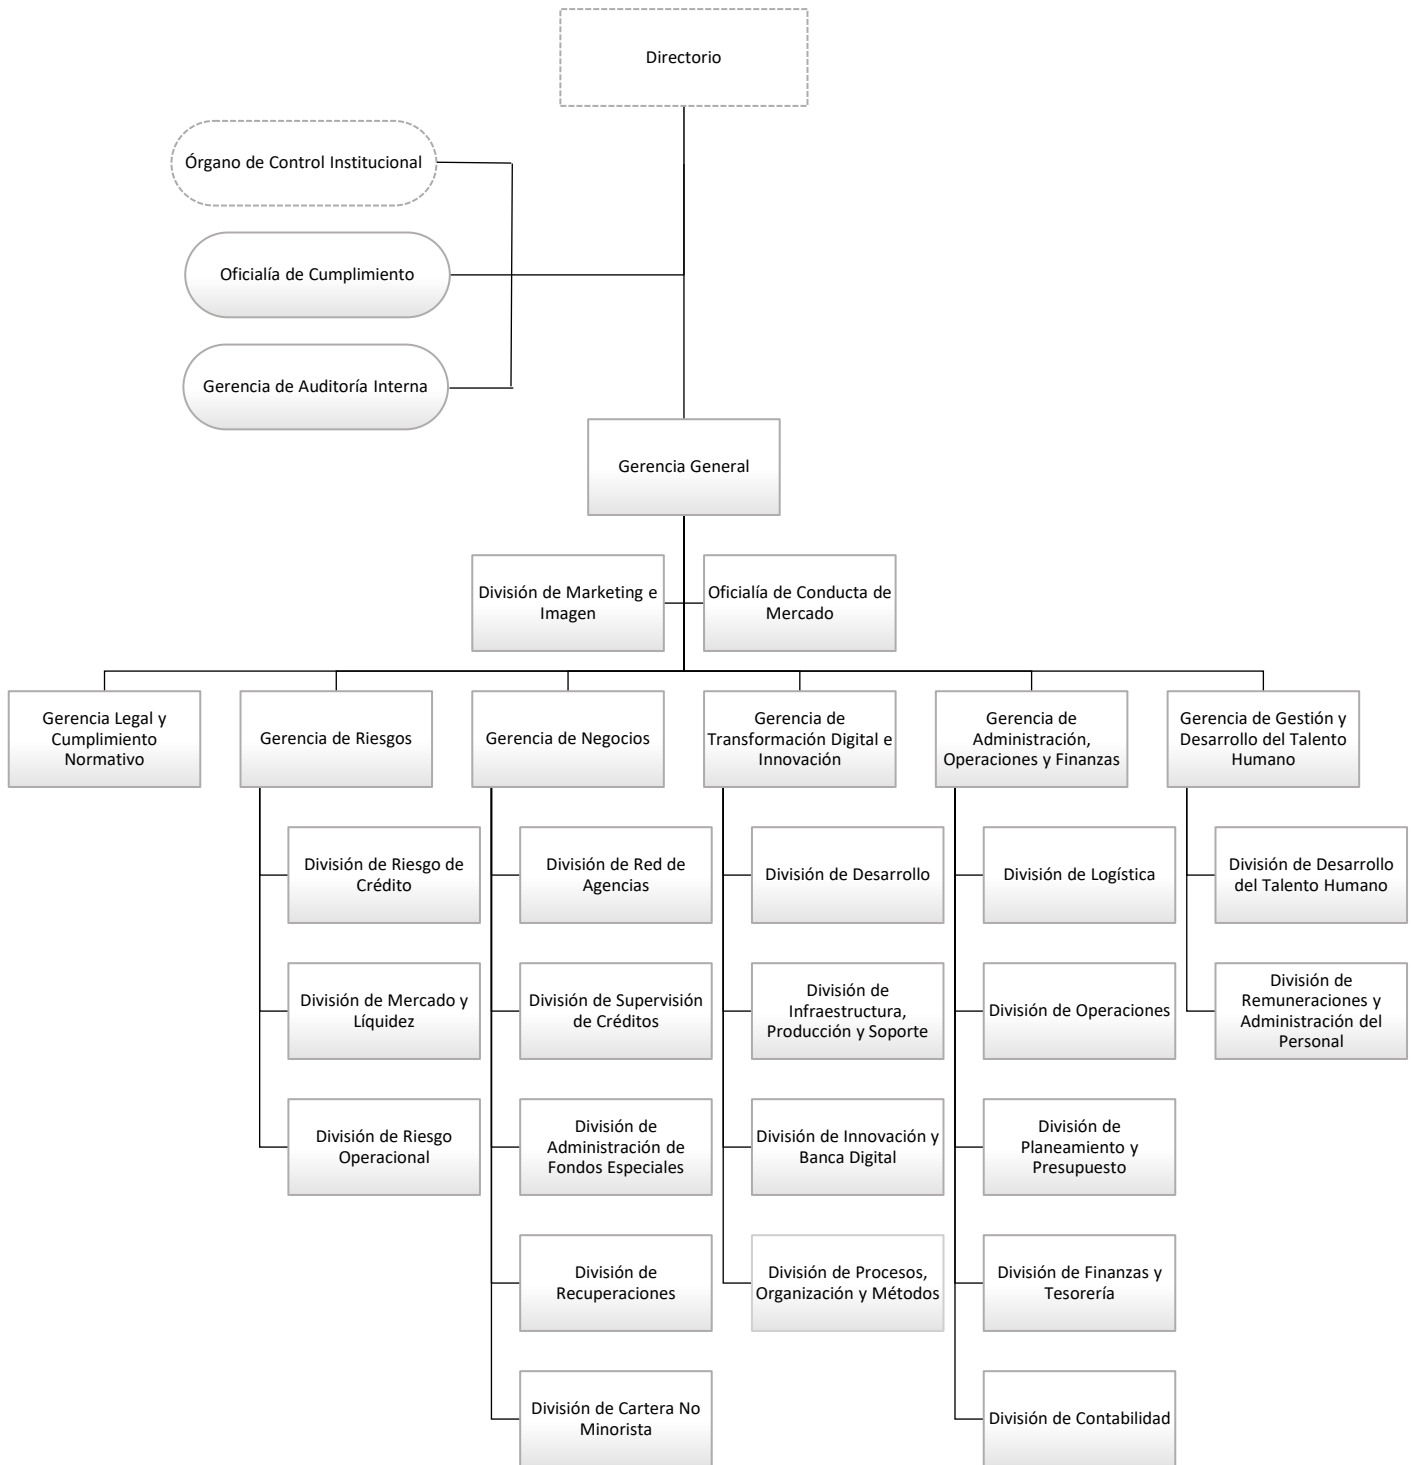 Directorio
Órgano de Control Institucional
Oficialía de Cumplimiento
Gerencia de Auditoría Interna
Gerencia General
División de Marketing e
Imagen
Oficialía de Conducta de
Mercado
Gerencia Legal y
Cumplimiento
Normativo
Gerencia de Riesgos
Gerencia de Negocios
Gerencia de
Transformación Digital e
Innovación
Gerencia de
Administración,
Operaciones y Finanzas
Gerencia de Gestión y
Desarrollo del Talento
Humano
División de Riesgo de
Crédito
División de Red de
Agencias
División de Desarrollo
División de Logística
División de Desarrollo
del Talento Humano
División de Mercado y
Líquidez
División de Supervisión
de Créditos
División de
Infraestructura,
Producción y Soporte
División de Operaciones
División de
Remuneraciones y
Administración del
Personal
División de Riesgo
Operacional
División de
Administración de
Fondos Especiales
División de Innovación y
Banca Digital
División de
Planeamiento y
Presupuesto
División de
Recuperaciones
División de Procesos,
Organización y Métodos
División de Finanzas y
Tesorería
División de Cartera No
Minorista
División de Contabilidad